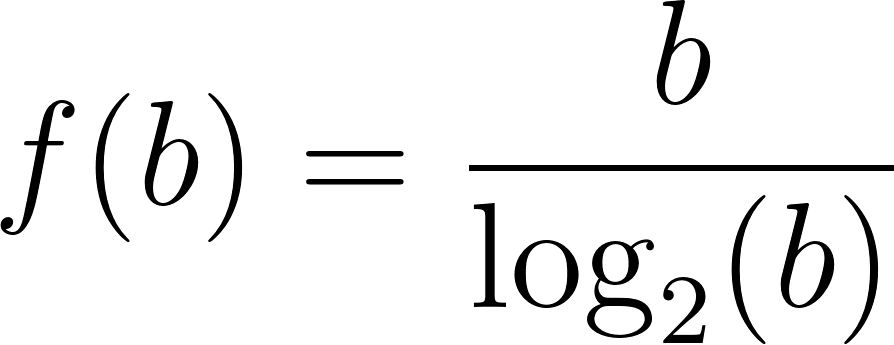 f(b) = b / log₂(b)